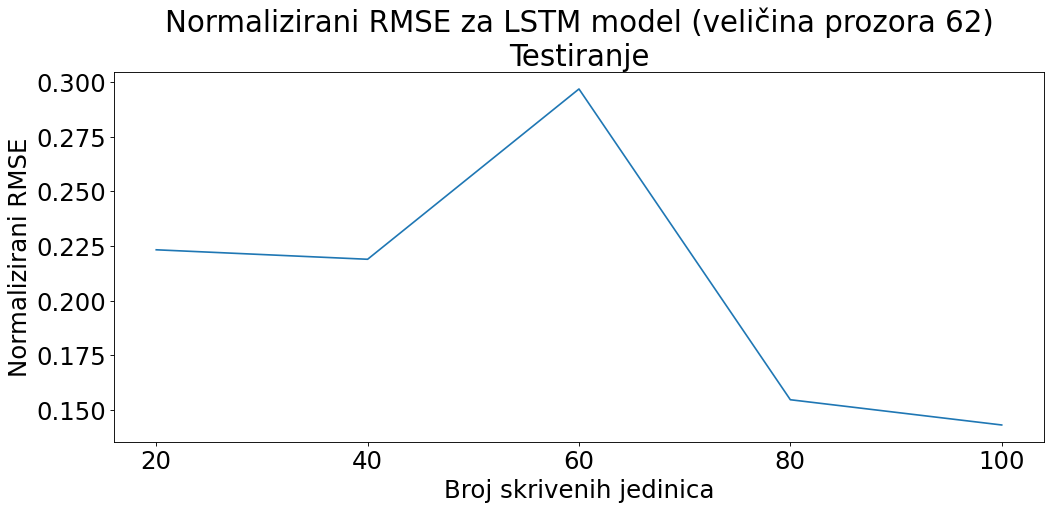 Normalizirani RMSE za LSTM model (veličina prozora 62)
Testiranje
Normalizirani RMSE
0.300
0.275
0.250
0.225
0.200
0.175
0.150
20 40 60 80 100
Broj skrivenih jedinica